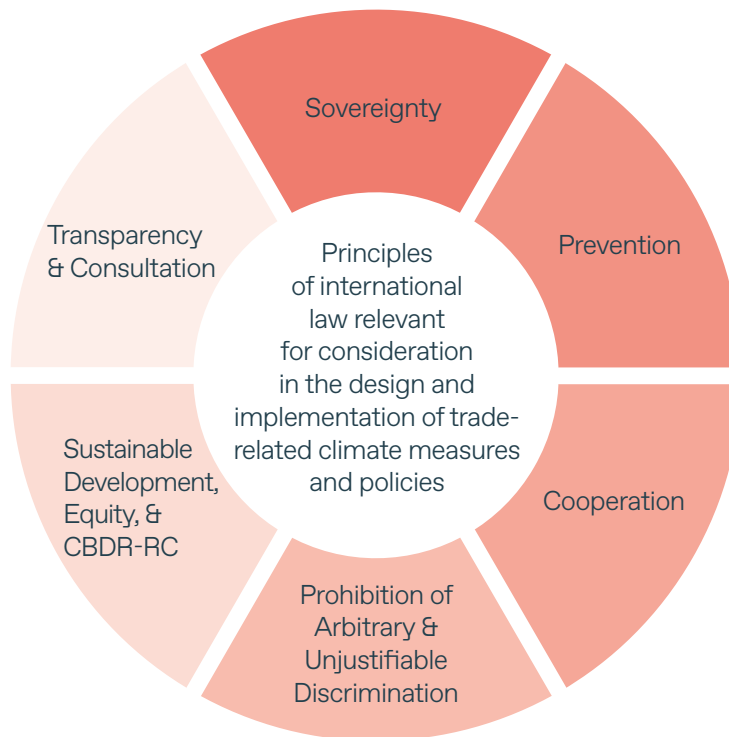 Sovereignty
Prevention
Cooperation
Prohibition of
Arbitrary &
Unjustifiable
Discrimination
Sustainable
Development,
Equity, &
CBDR-RC
Transparency
& Consultation
Principles
of international
law relevant
for consideration
in the design and
implementation of trade-
related climate measures
and policies